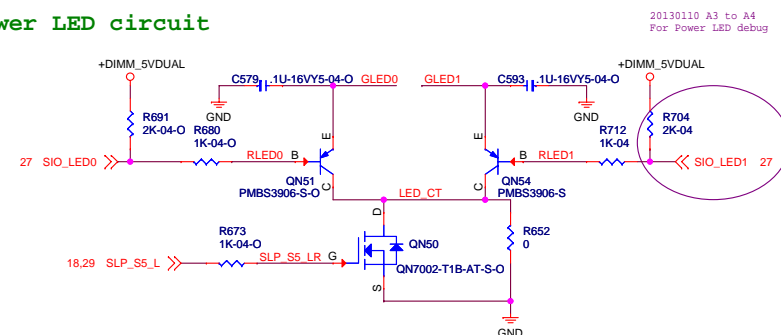 wer LED circuit
20130110 A3 to A4
For Power LED debug
+DIMM_5VDUAL
C579 .1U-16VY5-04-O
GLED0
GLED1
C593 .1U-16VY5-04-O
+DIMM_5VDUAL
GND
GND
R691
2K-04-O
R680
1K-04-O
R712
1K-04
R704
2K-04
E
E
27 SIO_LED0
RLED0
B
B
RLED1
SIO_LED1 27
QN51
PMBS3906-S-O
C
LED_CT
C
QN54
PMBS3906-S
D
R673
1K-04-O
QN50
R652
0
18,29 SLP_S5_L
SLP_S5_LR
G
QN7002-T1B-AT-S-O
S
GND